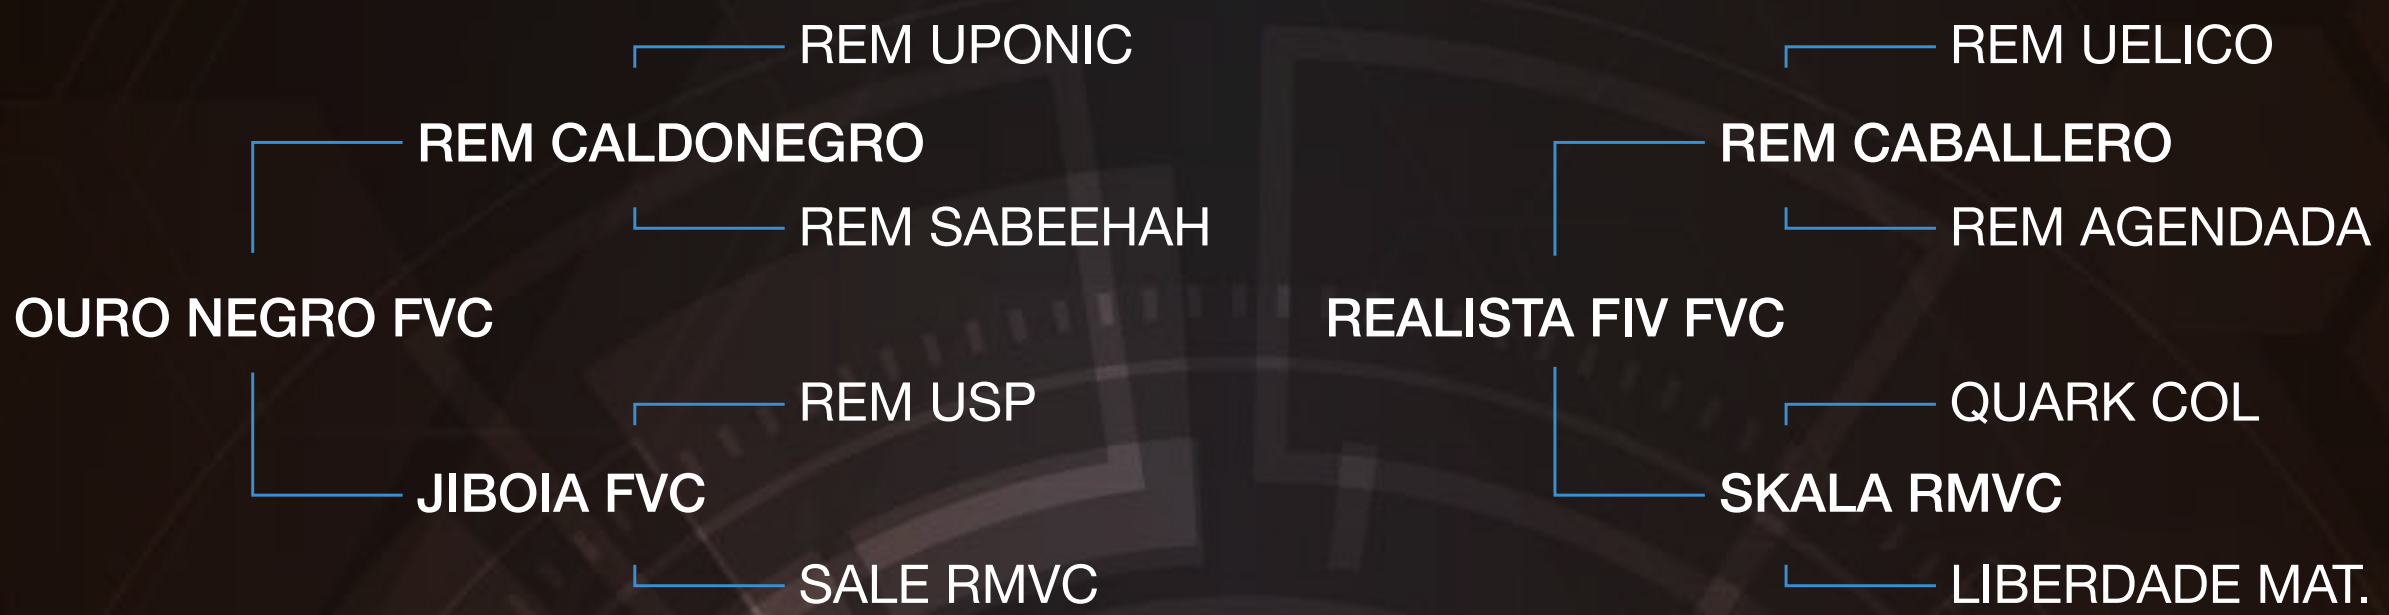 REM UPONIC
REM CALDONEGRO
REM SABEEHAH
OURO NEGRO FVC
REM USP
JIBOIA FVC
SALE RMVC
REM UELICO
REM CABALLERO
REM AGENDADA
REALISTA FIV FVC
QUARK COL
SKALA RMVC
LIBERDADE MAT.